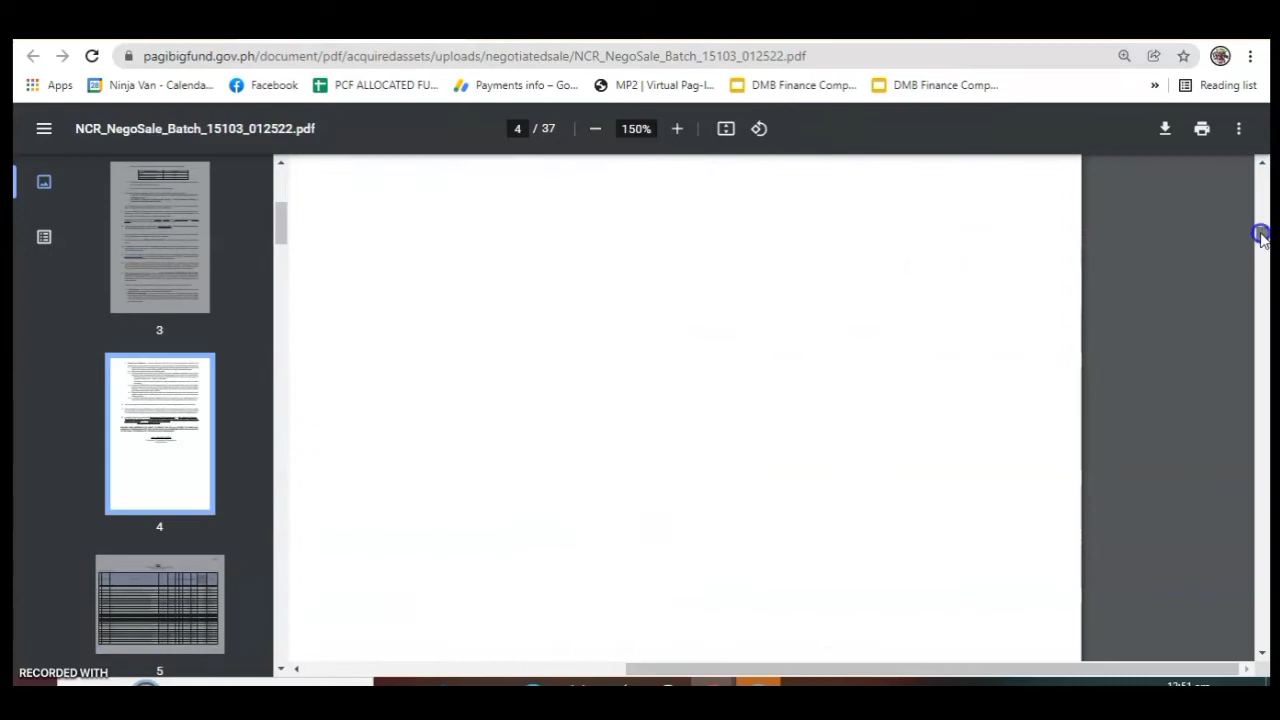 pagibigfund.gov.ph/document/pdf/acquiredassets/uploads/negotiatedsale/NCR_NegoSale_Batch_15103_012522.pdf
Apps Ninja Van - Calenda... Facebook PCF ALLOCATED FU... Payments info – Go... MP2 | Virtual Pag-I... DMB Finance Comp... DMB Finance Comp... » Reading list
NCR_NegoSale_Batch_15103_012522.pdf 4 / 37 150%
3
4
5
RECORDED WITH